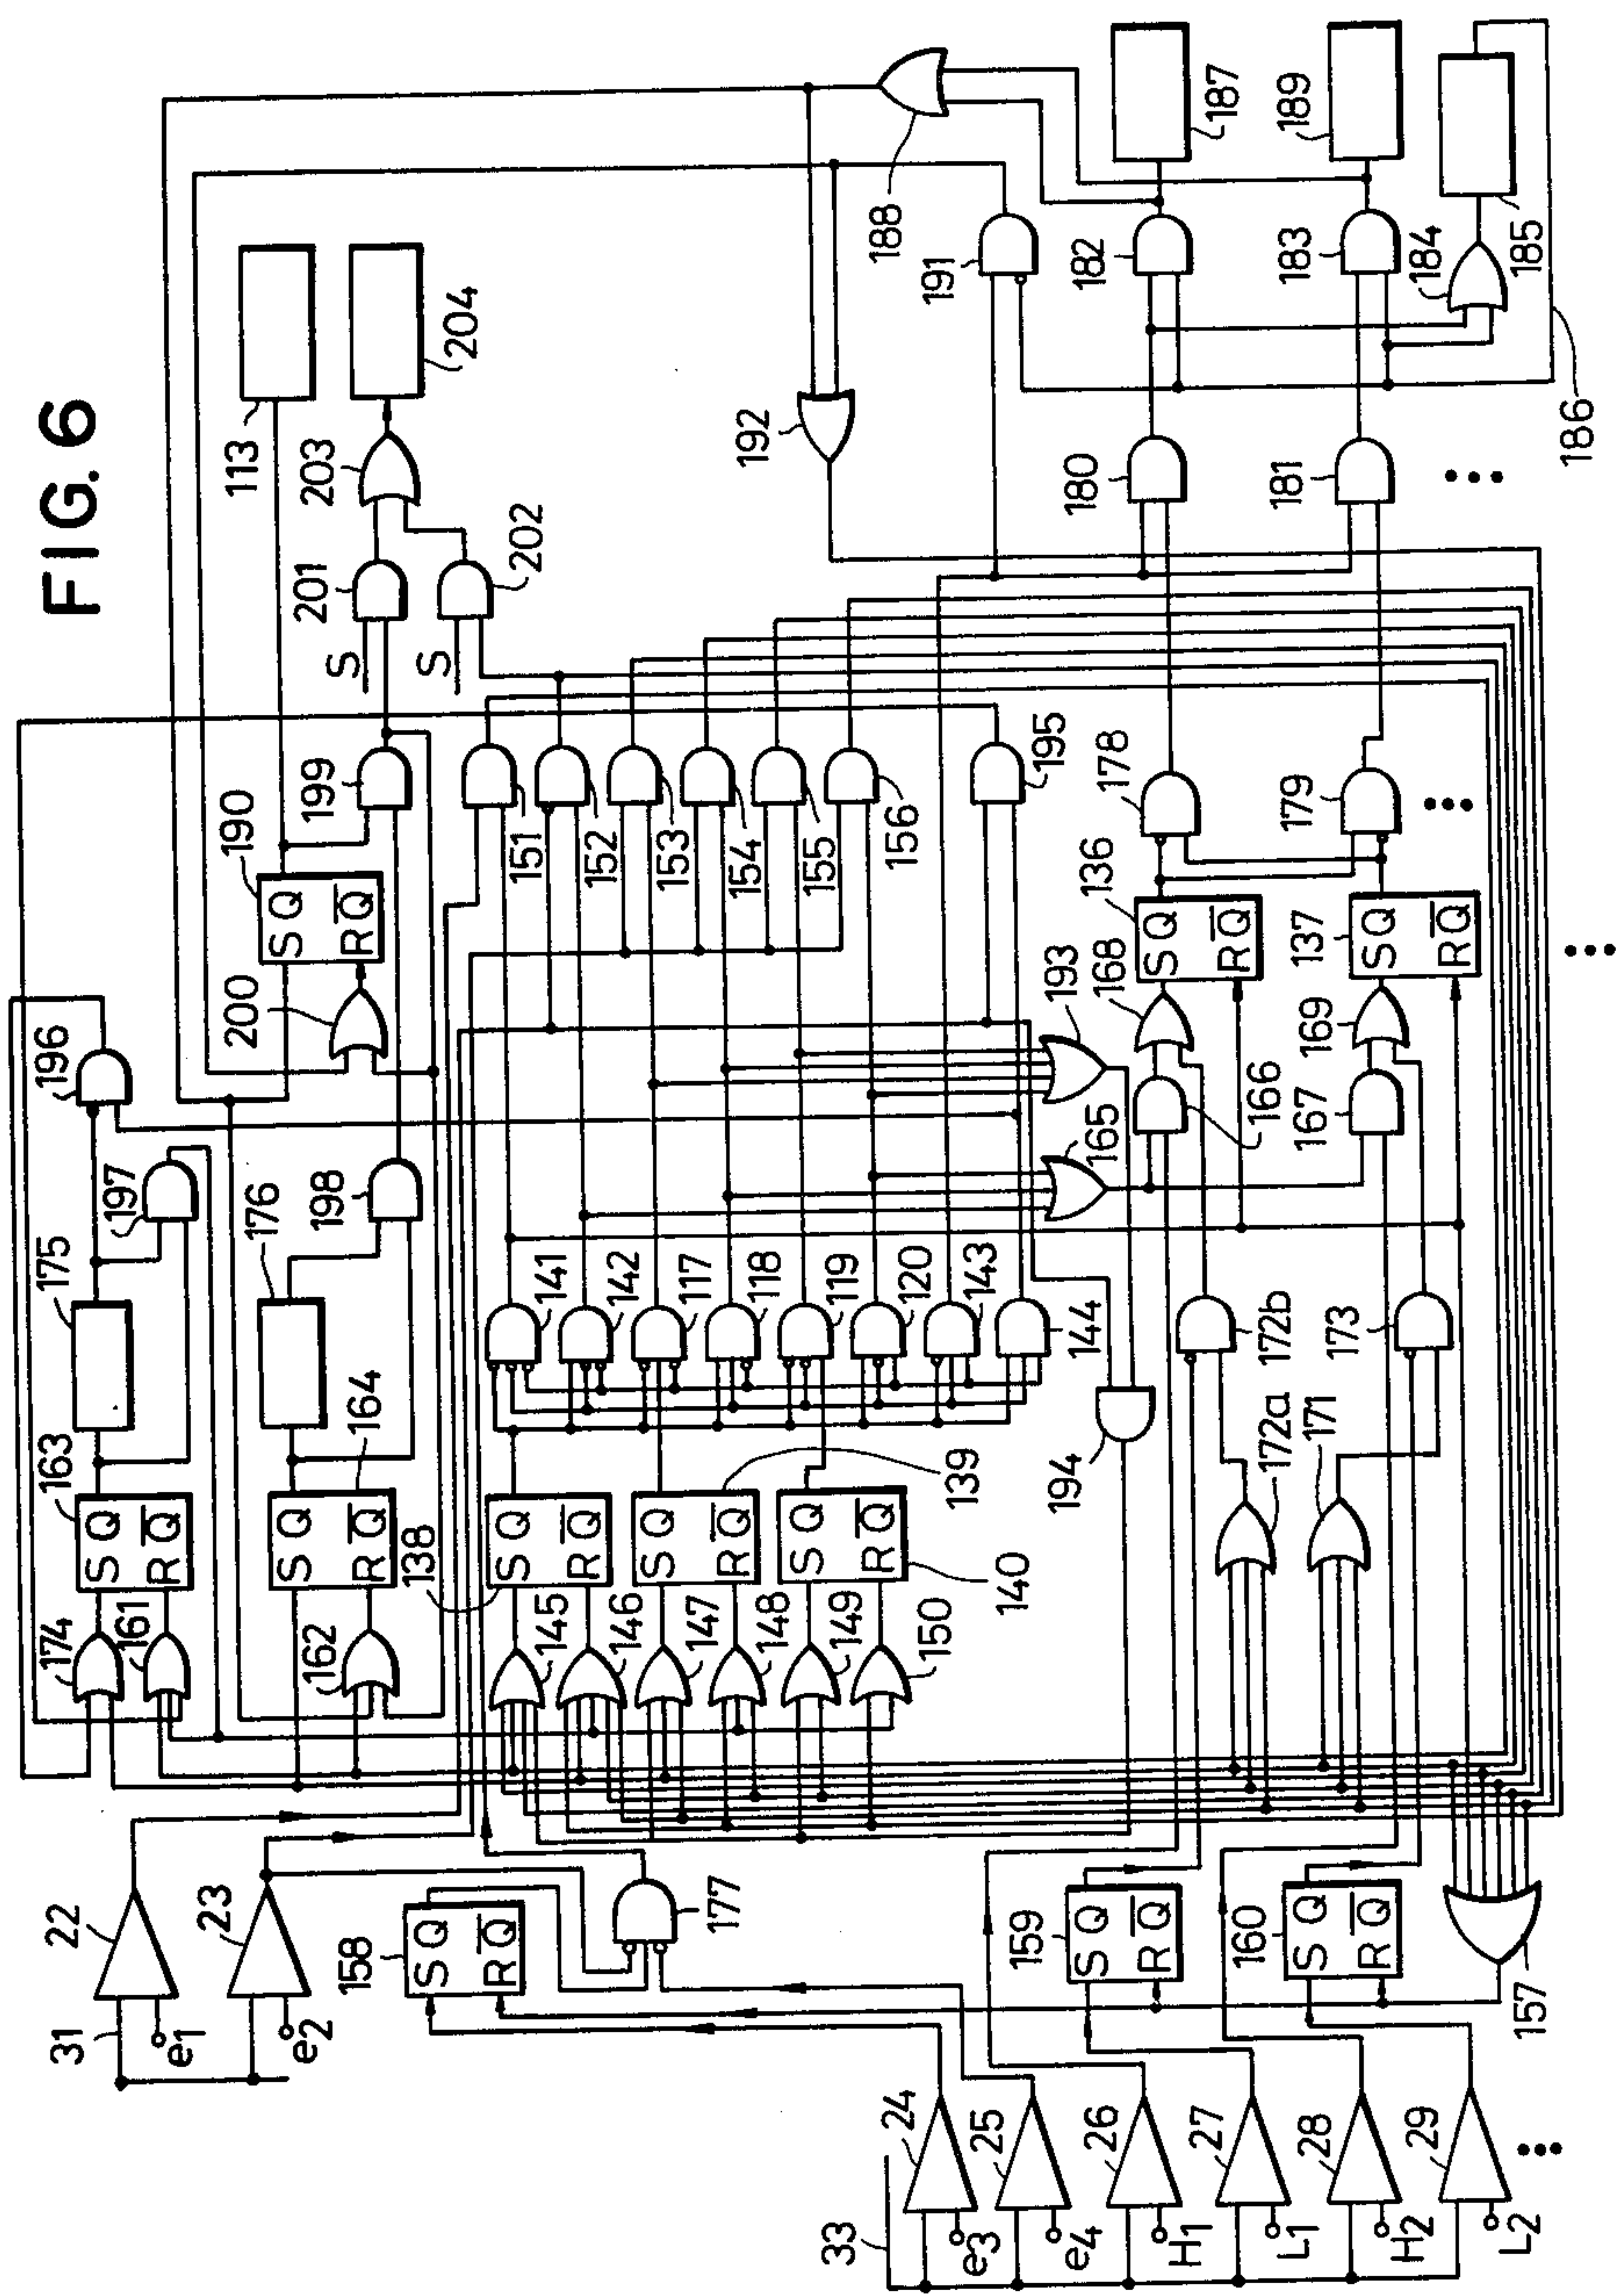 FIG. 6
113
204
203
201
202
S
S
199
190
200
196
197
175
176
198
163
164
174
161
162
S Q
R Q̅
S Q
R Q̅
S Q
R Q̅
22
23
31
e1
e2
151
152
153
154
155
156
195
192
188
191
182
183
184
185
186
187
189
180
181
178
179
136
137
S Q
R Q̅
S Q
R Q̅
168
169
166
167
193
165
141
142
117
118
119
120
143
144
194
172b
173
172a
171
138
139
140
S Q
R Q̅
S Q
R Q̅
S Q
R Q̅
145
146
147
148
149
150
177
158
S Q
R Q̅
159
S Q
R Q̅
160
S Q
R Q̅
157
33
24
25
26
27
28
29
e3
e4
H1
L1
H2
L2